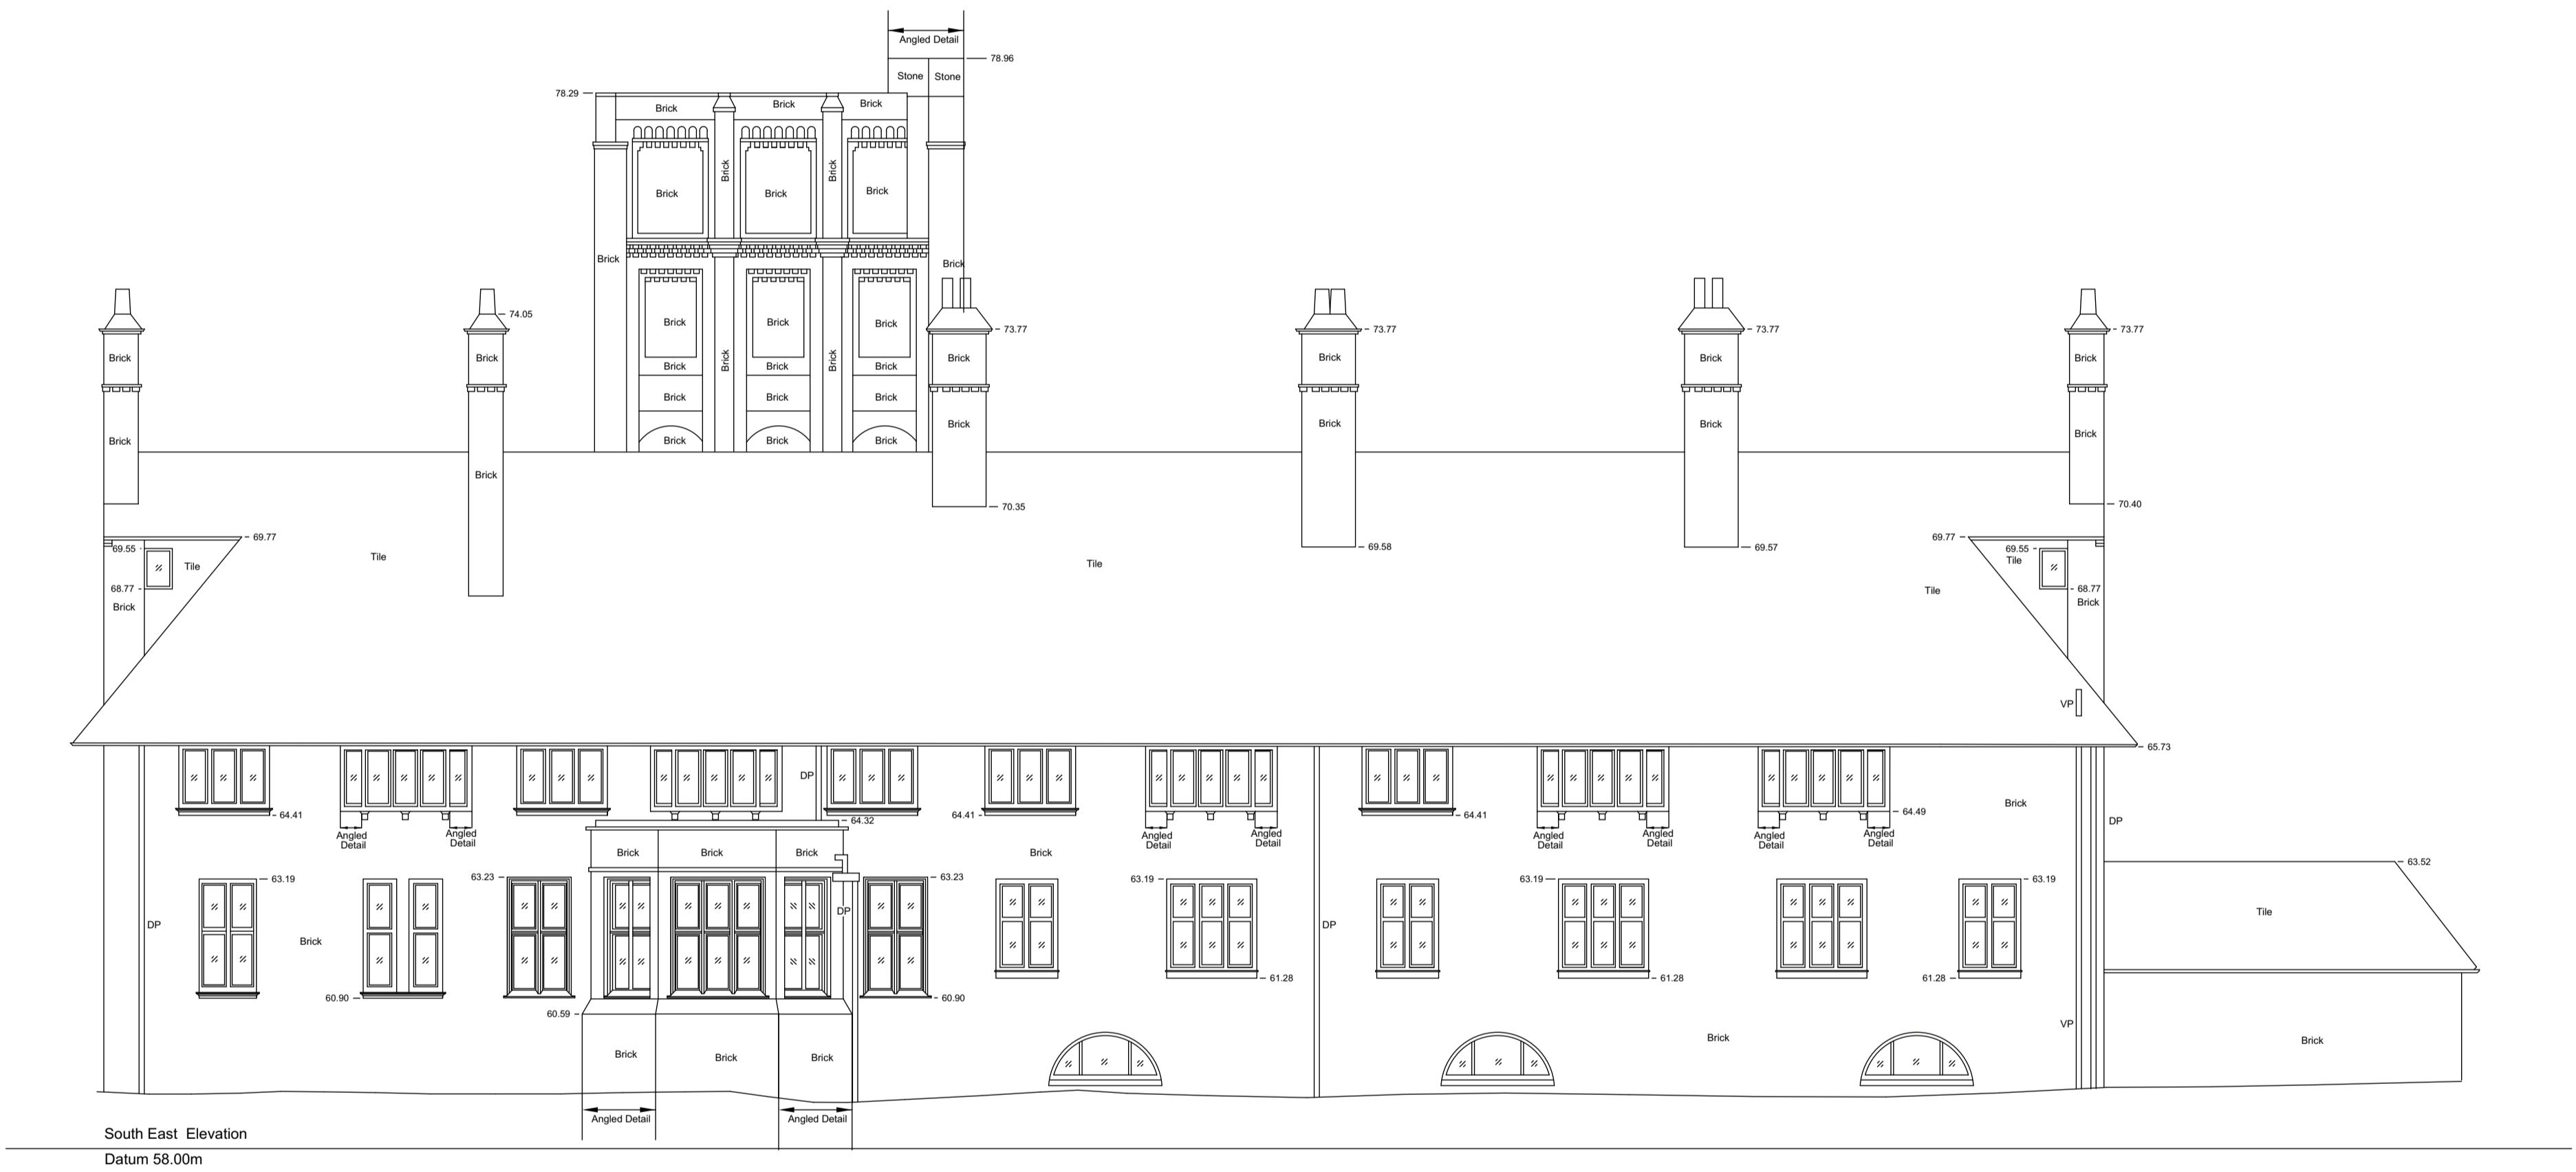 Angled Detail
78.96
Stone Stone
78.29
Brick Brick Brick
Brick Brick
Brick Brick Brick
Brick Brick
74.05
Brick Brick Brick
73.77 73.77 73.77 73.77
Brick Brick Brick Brick Brick Brick
Brick Brick
Brick Brick Brick
Brick Brick Brick
Brick Brick Brick Brick
Brick Brick
Brick Brick Brick
Brick
70.35
70.40
69.77 69.77
69.55 69.58 69.57 69.55
Tile Tile Tile Tile
68.77 68.77
Tile
Brick Brick
VP
65.73
DP
64.41 64.41 64.41 64.49
Brick
64.32
DP
Angled
Detail
Angled
Detail
Angled
Detail
Angled
Detail
Angled
Detail
Angled
Detail
Angled
Detail
Angled
Detail
Brick Brick Brick Brick
63.52
63.19 63.23 63.23 63.19 63.19 63.19
DP
Tile
DP DP
Brick
61.28 61.28 61.28
60.90 60.90
60.59
VP
Brick Brick
Brick Brick Brick
Angled Detail Angled Detail
South East Elevation
Datum 58.00m